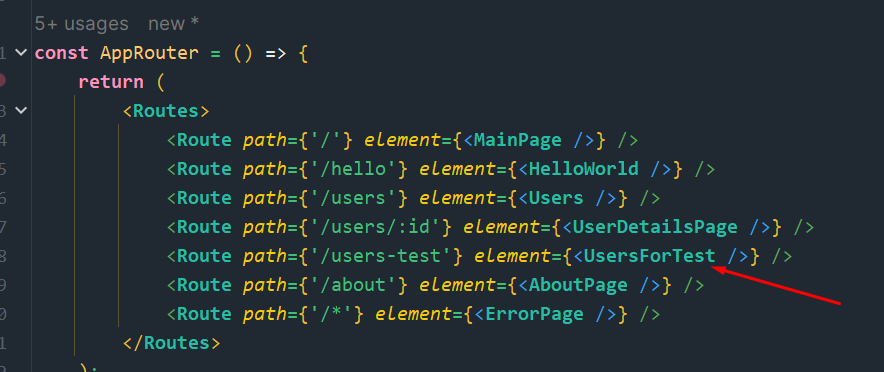 5+ usages new *
1 const AppRouter = () => {
return (
3 <Routes>
4 <Route path={'/'} element={<MainPage />} />
5 <Route path={'/hello'} element={<HelloWorld />} />
6 <Route path={'/users'} element={<Users />} />
7 <Route path={'/users/:id'} element={<UserDetailsPage />} />
8 <Route path={'/users-test'} element={<UsersForTest />} />
9 <Route path={'/about'} element={<AboutPage />} />
0 <Route path={'/*'} element={<ErrorPage />} />
1 </Routes>
);